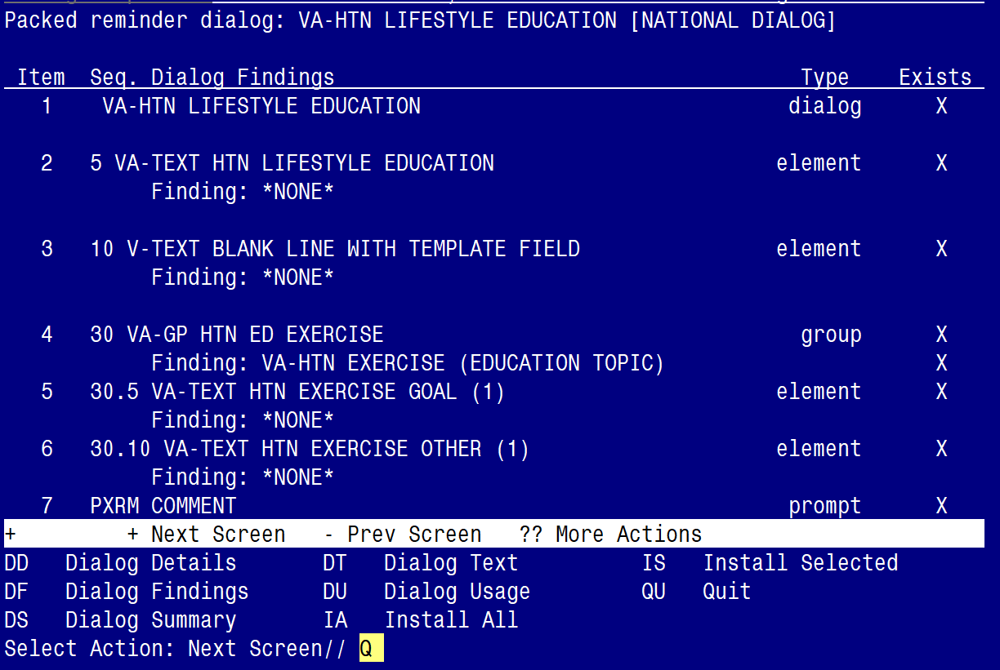 Packed reminder dialog: VA-HTN LIFESTYLE EDUCATION [NATIONAL DIALOG]
Item Seq. Dialog Findings Type Exists
1 VA-HTN LIFESTYLE EDUCATION dialog X
2 5 VA-TEXT HTN LIFESTYLE EDUCATION element X
Finding: *NONE*
3 10 V-TEXT BLANK LINE WITH TEMPLATE FIELD element X
Finding: *NONE*
4 30 VA-GP HTN ED EXERCISE group X
Finding: VA-HTN EXERCISE (EDUCATION TOPIC) X
5 30.5 VA-TEXT HTN EXERCISE GOAL (1) element X
Finding: *NONE*
6 30.10 VA-TEXT HTN EXERCISE OTHER (1) element X
Finding: *NONE*
7 PXRM COMMENT prompt X
+ + Next Screen - Prev Screen ?? More Actions
DD Dialog Details DT Dialog Text IS Install Selected
DF Dialog Findings DU Dialog Usage QU Quit
DS Dialog Summary IA Install All
Select Action: Next Screen// Q